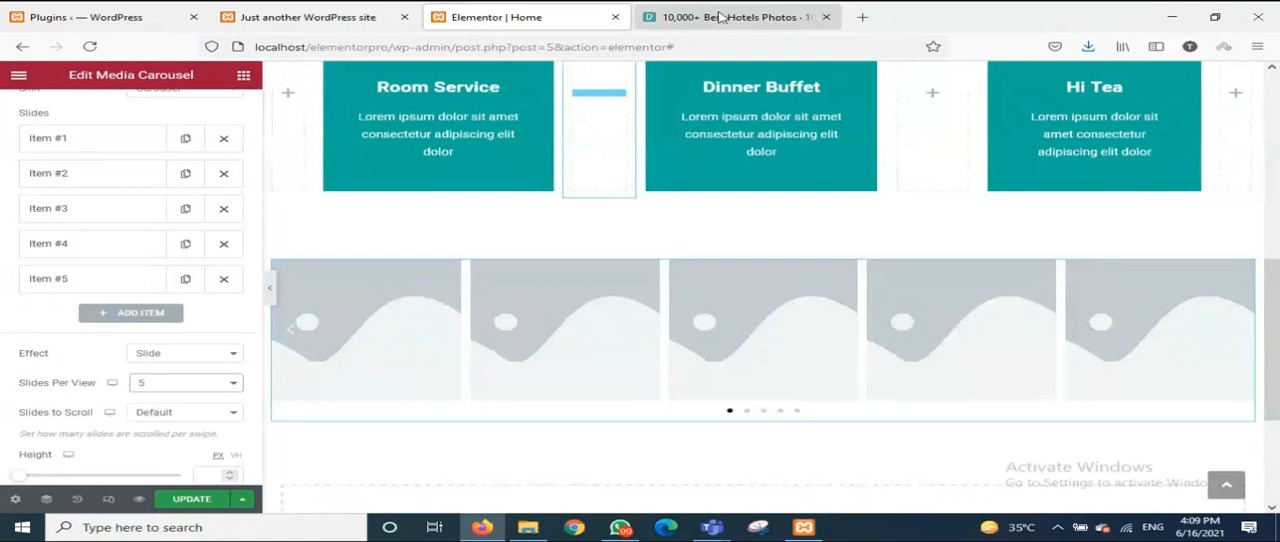 Plugins ‹ — WordPress
Just another WordPress site
Elementor | Home
10,000+ Best Hotels Photos · 10
localhost/elementorpro/wp-admin/post.php?post=5&action=elementor#
Edit Media Carousel
Carousel
Slides
Item #1
Item #2
Item #3
Item #4
Item #5
+ ADD ITEM
Effect
Slide
Slides Per View
5
Slides to Scroll
Default
Set how many slides are scrolled per swipe.
Height
PX VH
UPDATE
Room Service
Lorem ipsum dolor sit amet
consectetur adipiscing elit
dolor
Dinner Buffet
Lorem ipsum dolor sit amet
consectetur adipiscing elit
dolor
Hi Tea
Lorem ipsum dolor sit
amet consectetur
adipiscing elit dolor
Activate Windows
Go to Settings to activate Windo
Type here to search
99
35°C
ENG
4:09 PM
6/16/2021